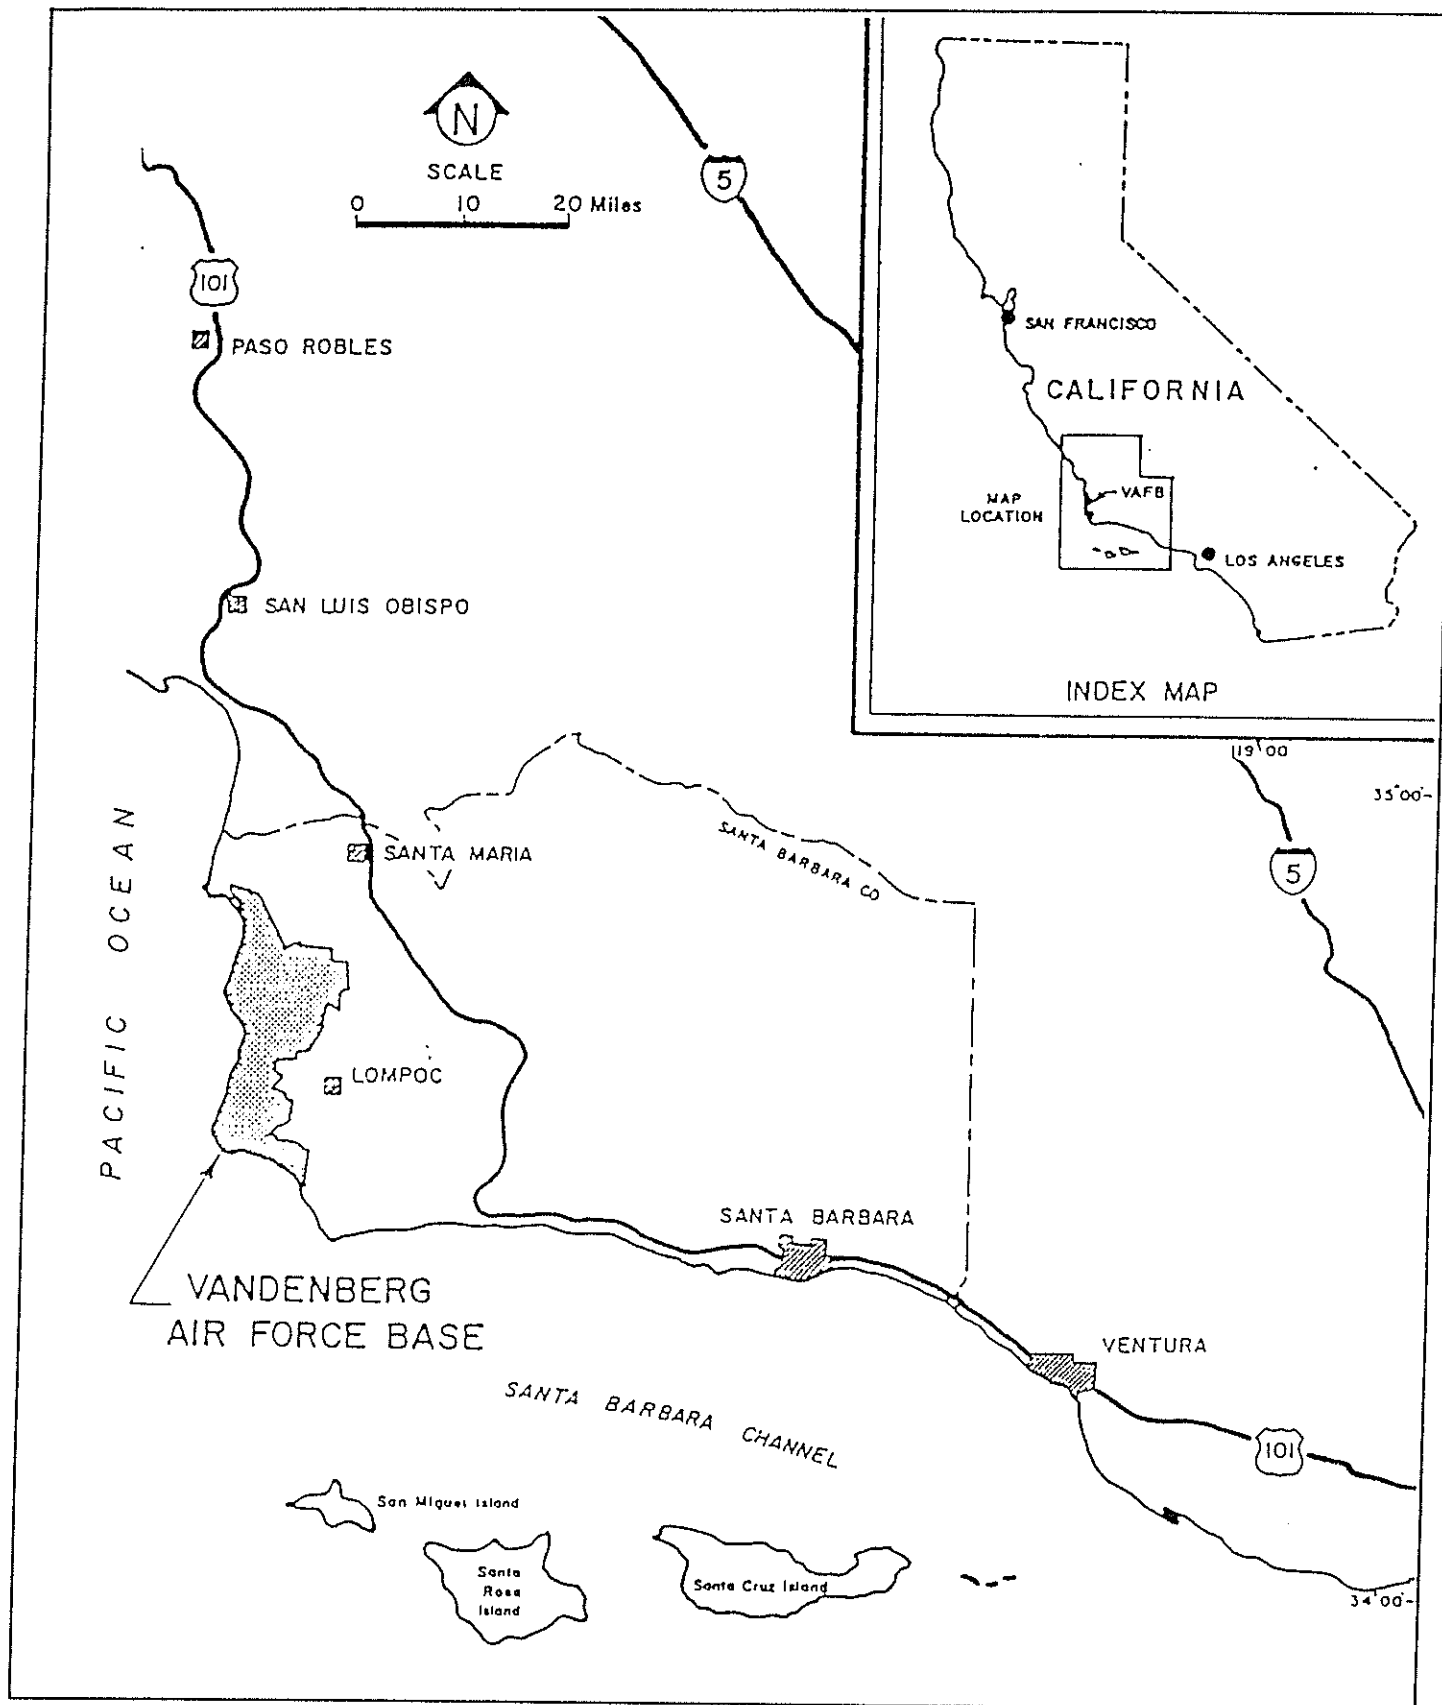 N
SCALE
0 10 20 Miles
5
101
PASO ROBLES
SAN LUIS OBISPO
SAN FRANCISCO
CALIFORNIA
MAP
LOCATION
VAFB
LOS ANGELES
INDEX MAP
119°00'
35°00'
SANTA BARBARA CO
SANTA MARIA
5
PACIFIC OCEAN
LOMPOC
SANTA BARBARA
VANDENBERG
AIR FORCE BASE
VENTURA
SANTA BARBARA CHANNEL
101
San Miguel Island
Santa
Rosa
Island
Santa Cruz Island
34°00'